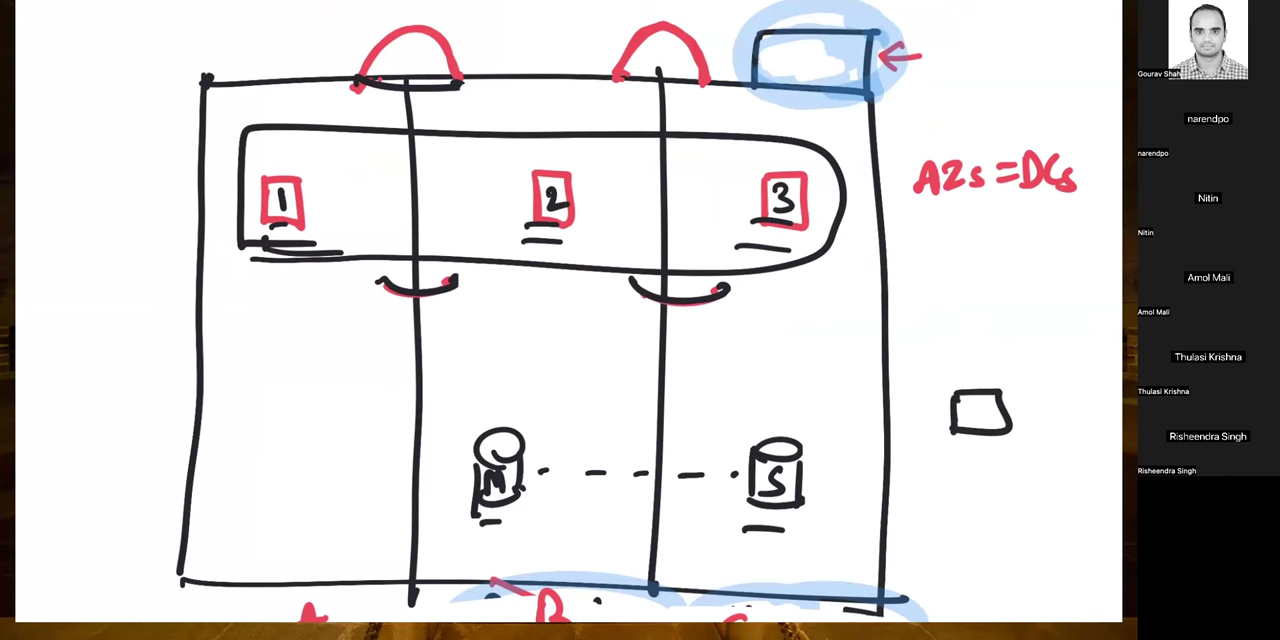 Gourav Shah
narendpo
narendpo
Nitin
Nitin
Amol Mali
Amol Mali
Thulasi Krishna
Thulasi Krishna
Risheendra Singh
Risheendra Singh
AZs = DCs
1 2 3
M S
A B C